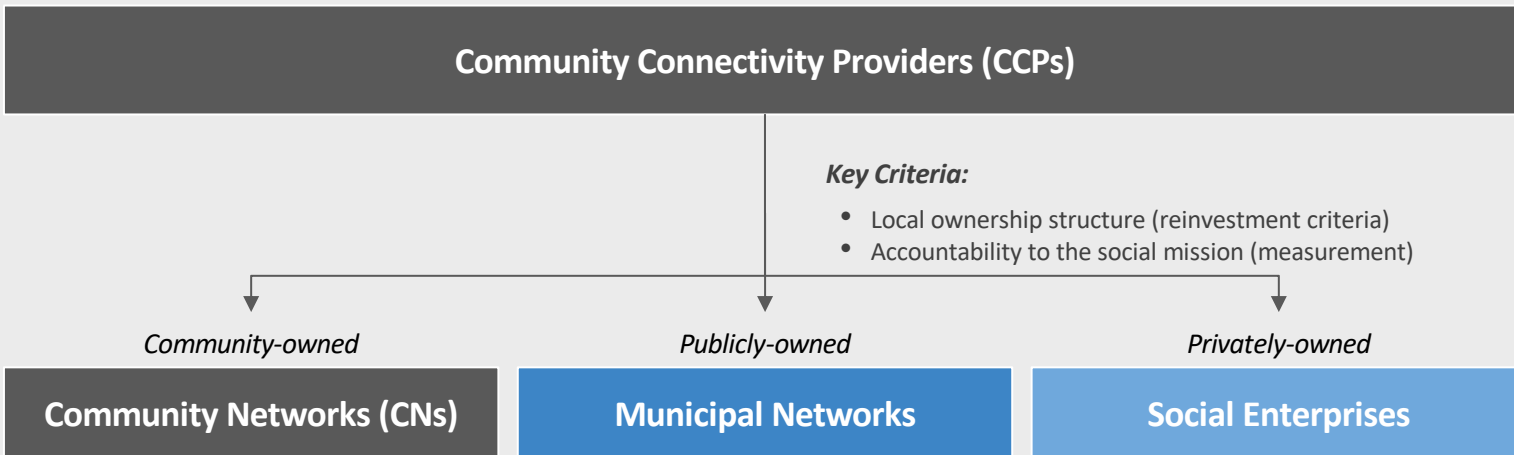 Community Connectivity Providers (CCPs)
Key Criteria:
• Local ownership structure (reinvestment criteria)
• Accountability to the social mission (measurement)
Community-owned
Publicly-owned
Privately-owned
Community Networks (CNs)
Municipal Networks
Social Enterprises